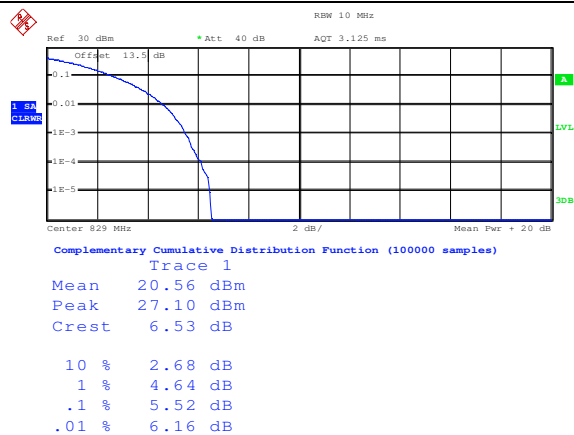 R S
RBW 10 MHz
Ref 30 dBm * Att 40 dB AQT 3.125 ms
Offset 13.5 dB
0.1
A
0.01
1 SA
CLRWR
LVL
1E-3
1E-4
1E-5
3DB
Center 829 MHz 2 dB/ Mean Pwr + 20 dB
Complementary Cumulative Distribution Function (100000 samples)
Trace 1
Mean 20.56 dBm
Peak 27.10 dBm
Crest 6.53 dB
10 % 2.68 dB
1 % 4.64 dB
.1 % 5.52 dB
.01 % 6.16 dB